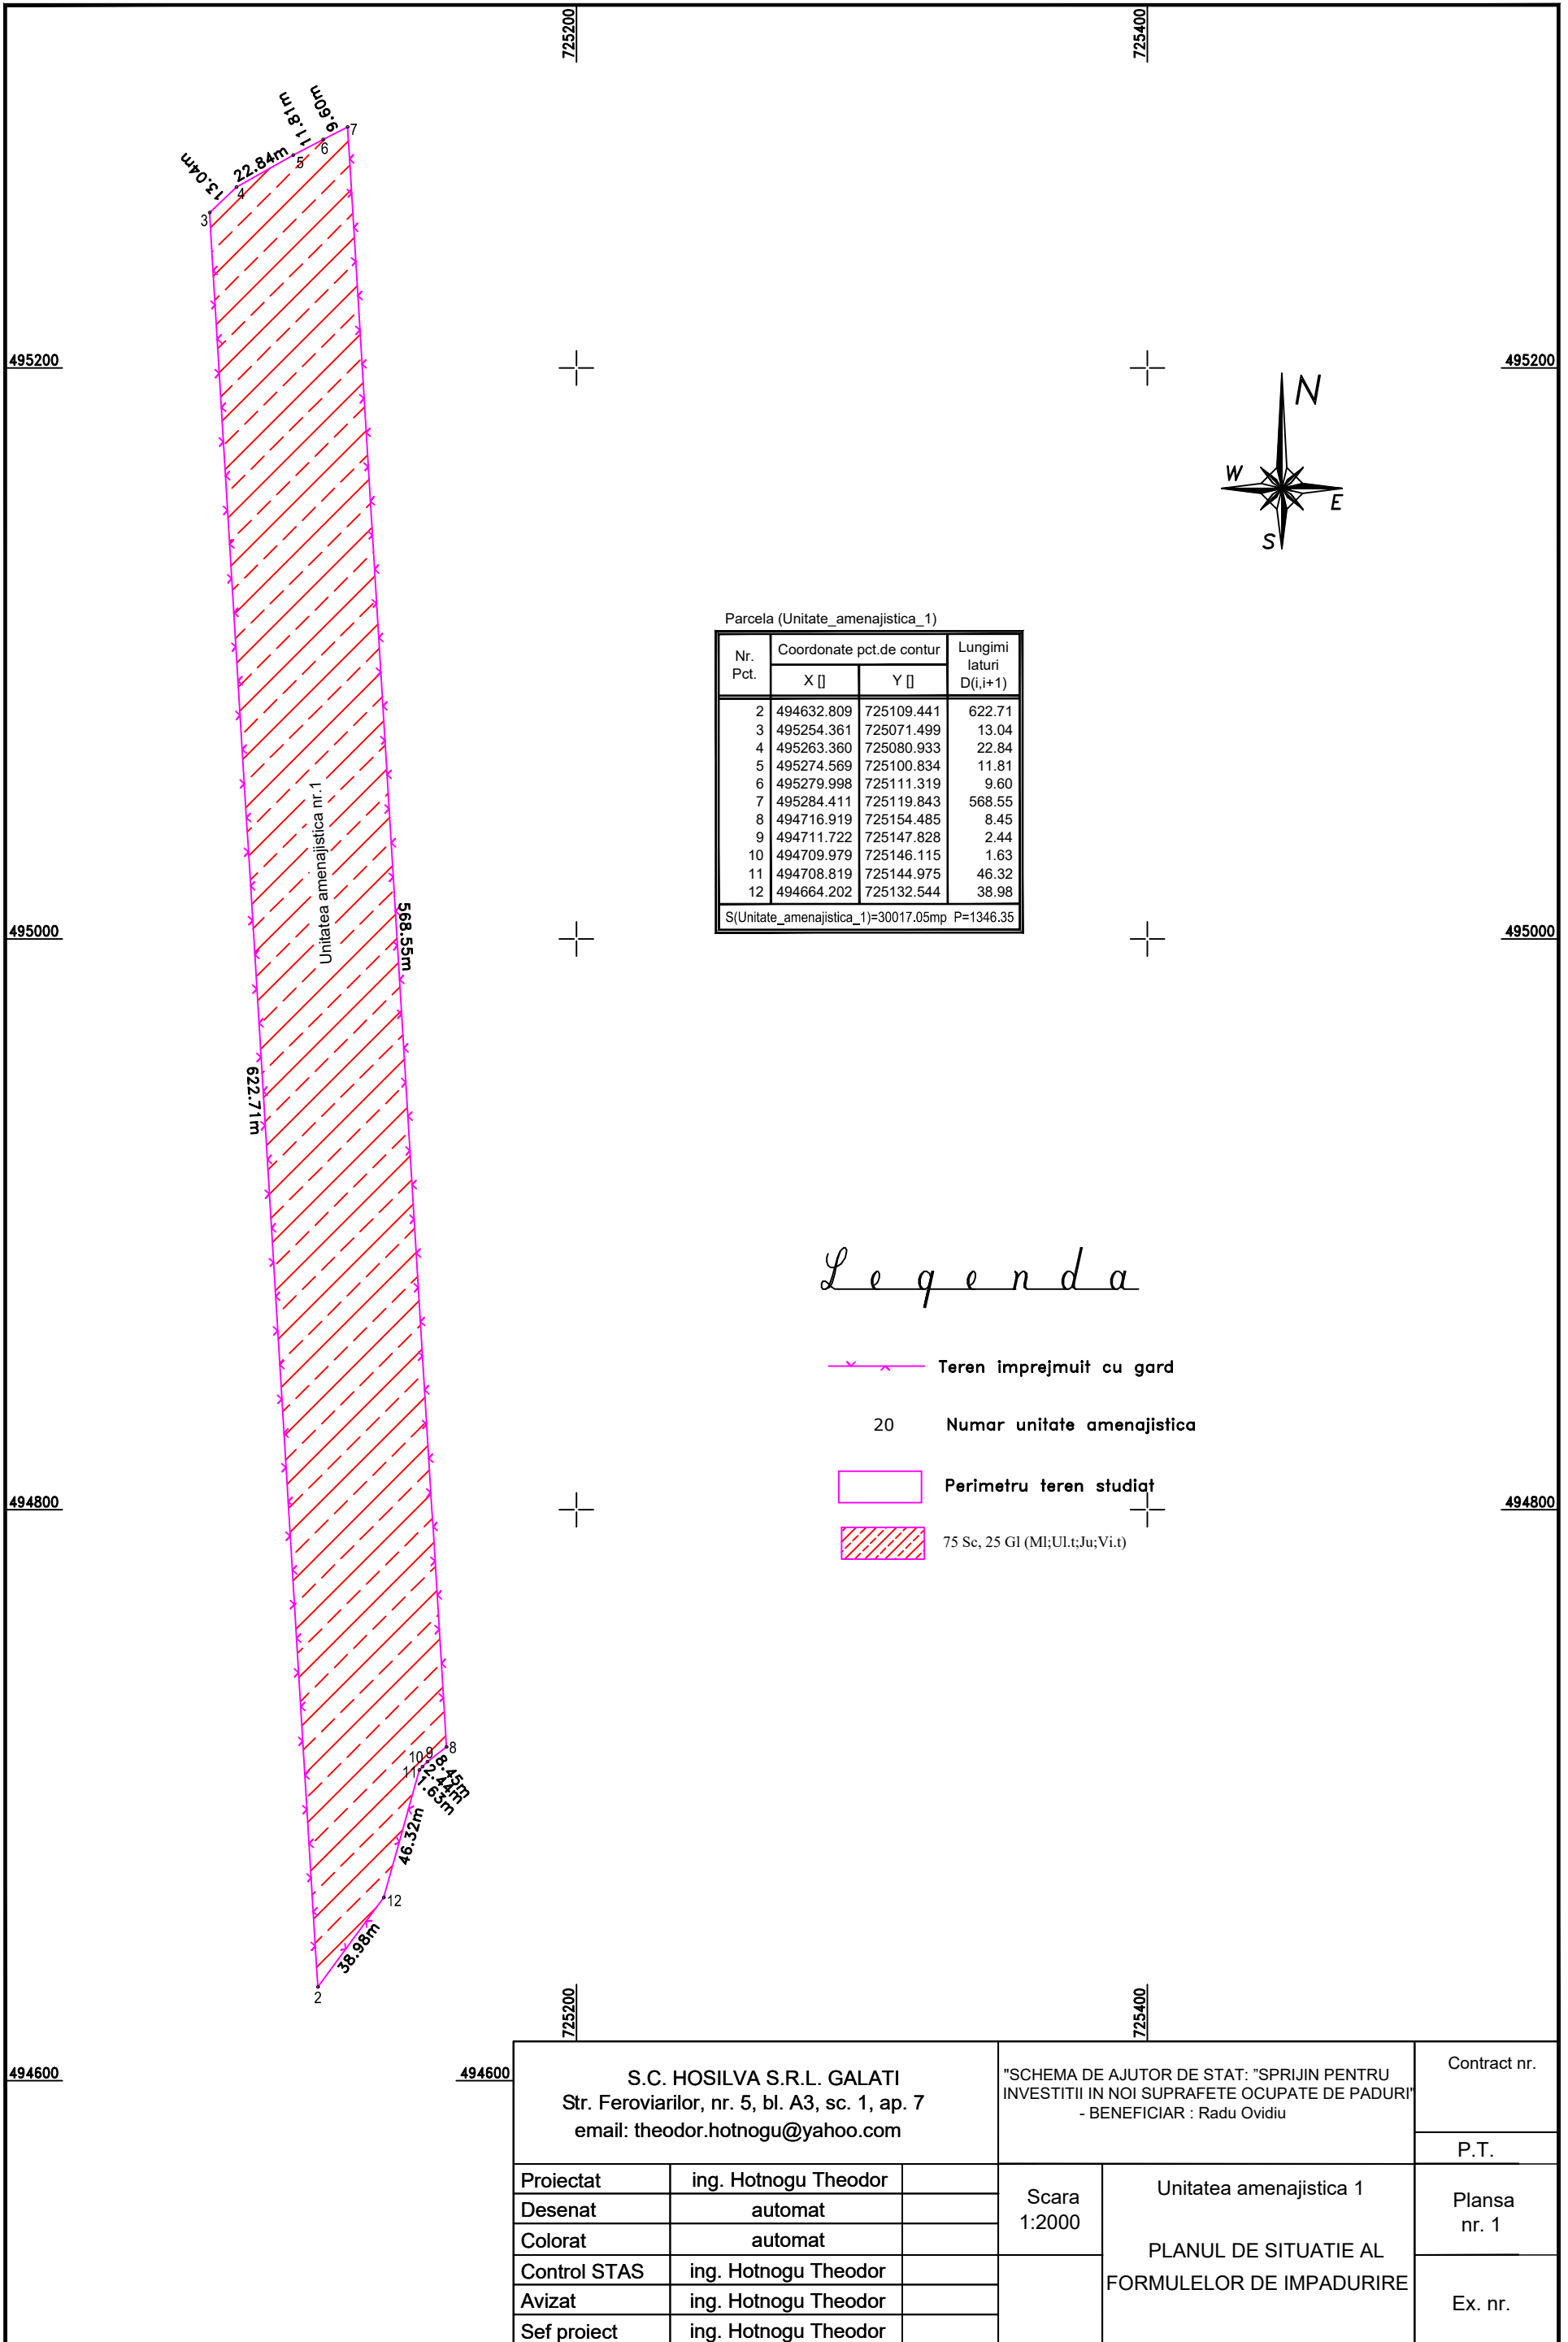 725200
725400
9.60m
11.81m
22.84m
13.04m
7
6
5
4
3
495200
495200
N
W
E
S
Parcela (Unitate_amenajistica_1)
Nr. Pct. Coordonate pct.de contur Lungimi laturi D(i,i+1)
X [] Y []
2 494632.809 725109.441 622.71
3 495254.361 725071.499 13.04
4 495263.360 725080.933 22.84
5 495274.569 725100.834 11.81
6 495279.998 725111.319 9.60
7 495284.411 725119.843 568.55
8 494716.919 725154.485 8.45
9 494711.722 725147.828 2.44
10 494709.979 725146.115 1.63
11 494708.819 725144.975 46.32
12 494664.202 725132.544 38.98
S(Unitate_amenajistica_1)=30017.05mp P=1346.35
Unitatea amenajistica nr.1
568.55m
495000
495000
622.71m
Legenda
Teren imprejmuit cu gard
20 Numar unitate amenajistica
Perimetru teren studiat
494800
494800
75 Sc, 25 Gl (Ml;Ul.t;Ju;Vi.t)
8
9
10
11
8.45m
2.44m
1.63m
46.32m
12
38.98m
2
725200
725400
494600
494600
S.C. HOSILVA S.R.L. GALATI
Str. Feroviarilor, nr. 5, bl. A3, sc. 1, ap. 7
email: theodor.hotnogu@yahoo.com
"SCHEMA DE AJUTOR DE STAT: "SPRIJIN PENTRU
INVESTITII IN NOI SUPRAFETE OCUPATE DE PADURI"
- BENEFICIAR : Radu Ovidiu
Contract nr.
P.T.
Proiectat ing. Hotnogu Theodor
Desenat automat
Colorat automat
Control STAS ing. Hotnogu Theodor
Avizat ing. Hotnogu Theodor
Sef proiect ing. Hotnogu Theodor
Scara
1:2000
Unitatea amenajistica 1
PLANUL DE SITUATIE AL
FORMULELOR DE IMPADURIRE
Plansa
nr. 1
Ex. nr.